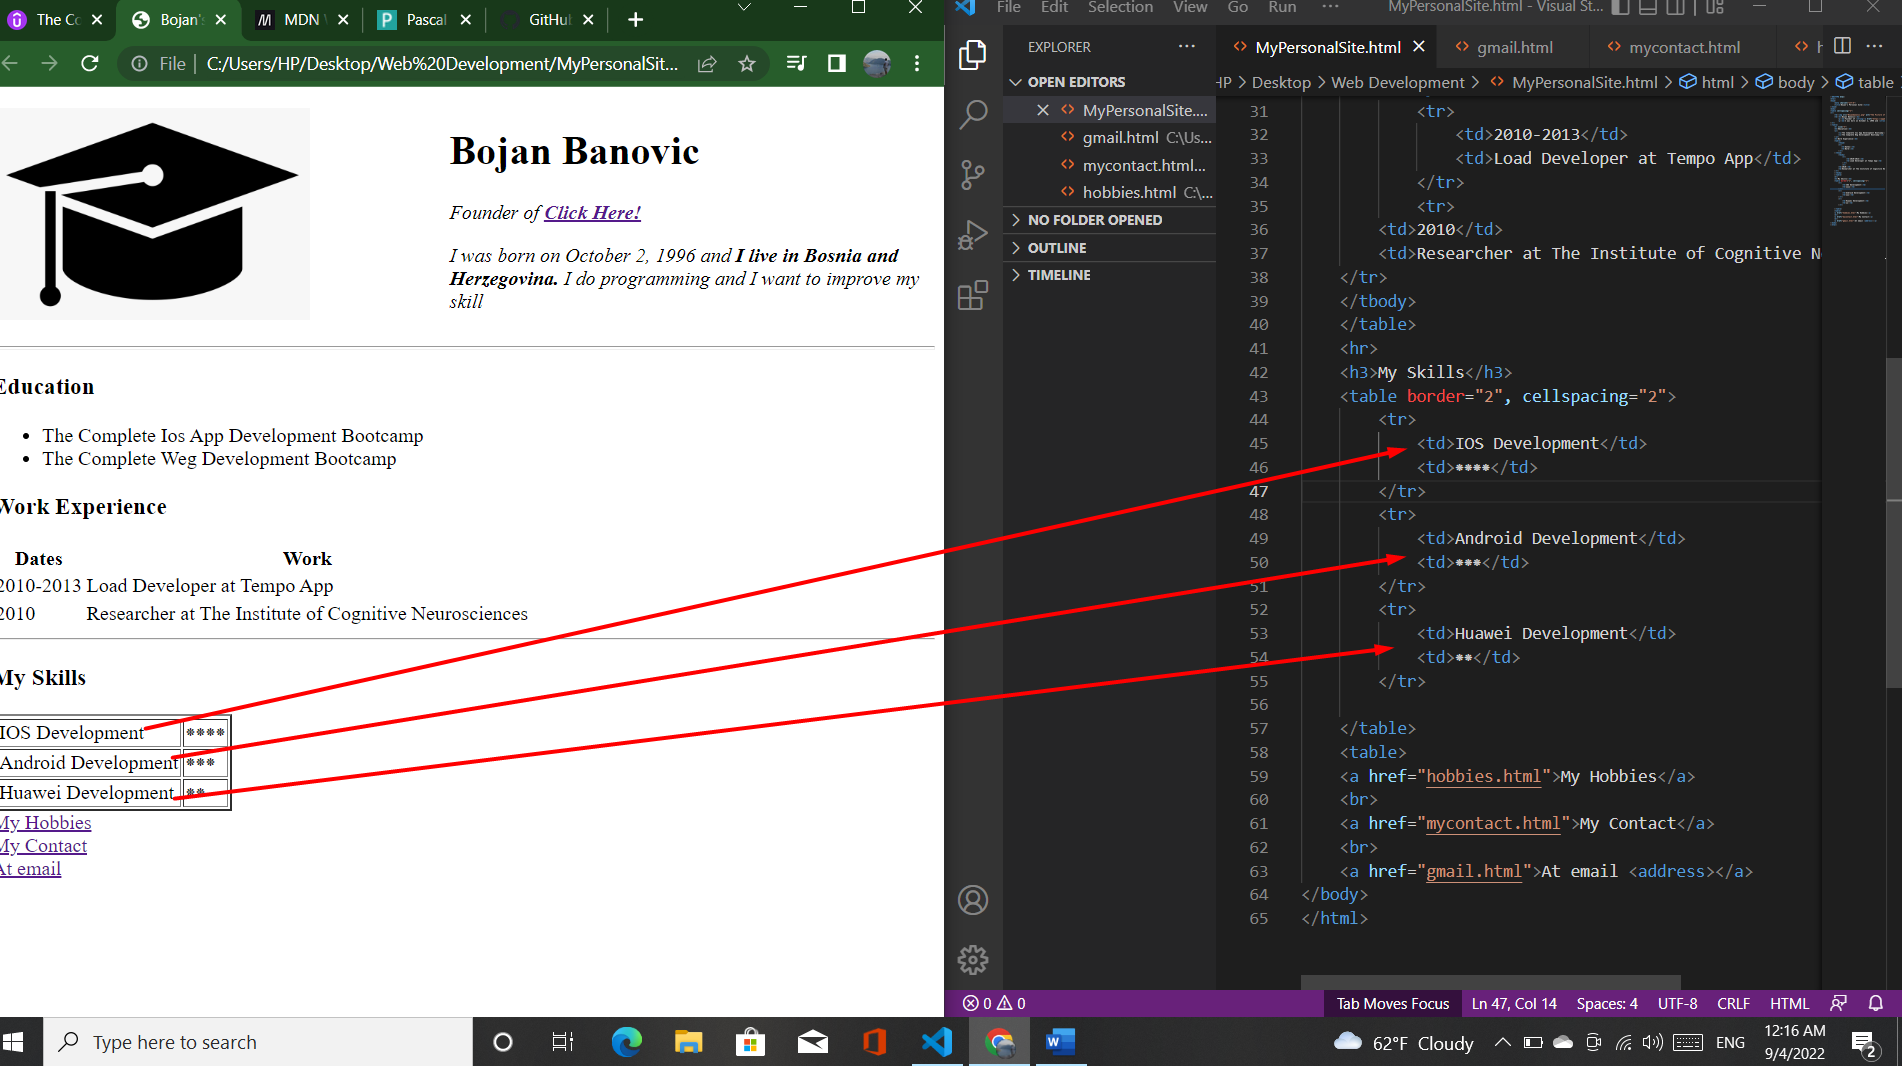 The Co
Bojan's
MDN
Pascal
GitHu
File
C:/Users/HP/Desktop/Web%20Development/MyPersonalSit...
Bojan Banovic
Founder of Click Here!
I was born on October 2, 1996 and I live in Bosnia and
Herzegovina. I do programming and I want to improve my
skill
Education
The Complete Ios App Development Bootcamp
The Complete Weg Development Bootcamp
Work Experience
Dates Work
2010-2013 Load Developer at Tempo App
2010 Researcher at The Institute of Cognitive Neurosciences
My Skills
IOS Development ⁕⁕⁕⁕
Android Development ⁕⁕⁕
Huawei Development ⁕⁕
My Hobbies
My Contact
At email
File Edit Selection View Go Run ··· MyPersonalSite.html - Visual St...
EXPLORER
OPEN EDITORS
MyPersonalSite....
gmail.html C:\Us...
mycontact.html...
hobbies.html C:\...
NO FOLDER OPENED
OUTLINE
TIMELINE
MyPersonalSite.html gmail.html mycontact.html
HP > Desktop > Web Development > MyPersonalSite.html > html > body > table
31 <tr>
32 <td>2010-2013</td>
33 <td>Load Developer at Tempo App</td>
34 </tr>
35 <tr>
36 <td>2010</td>
37 <td>Researcher at The Institute of Cognitive N
38 </tr>
39 </tbody>
40 </table>
41 <hr>
42 <h3>My Skills</h3>
43 <table border="2", cellspacing="2">
44 <tr>
45 <td>IOS Development</td>
46 <td>⁕⁕⁕⁕</td>
47 </tr>
48 <tr>
49 <td>Android Development</td>
50 <td>⁕⁕⁕</td>
51 </tr>
52 <tr>
53 <td>Huawei Development</td>
54 <td>⁕⁕</td>
55 </tr>
56
57 </table>
58 <table>
59 <a href="hobbies.html">My Hobbies</a>
60 <br>
61 <a href="mycontact.html">My Contact</a>
62 <br>
63 <a href="gmail.html">At email <address></a>
64 </body>
65 </html>
0 0 Tab Moves Focus Ln 47, Col 14 Spaces: 4 UTF-8 CRLF HTML
Type here to search
62°F Cloudy
ENG
12:16 AM
9/4/2022
2